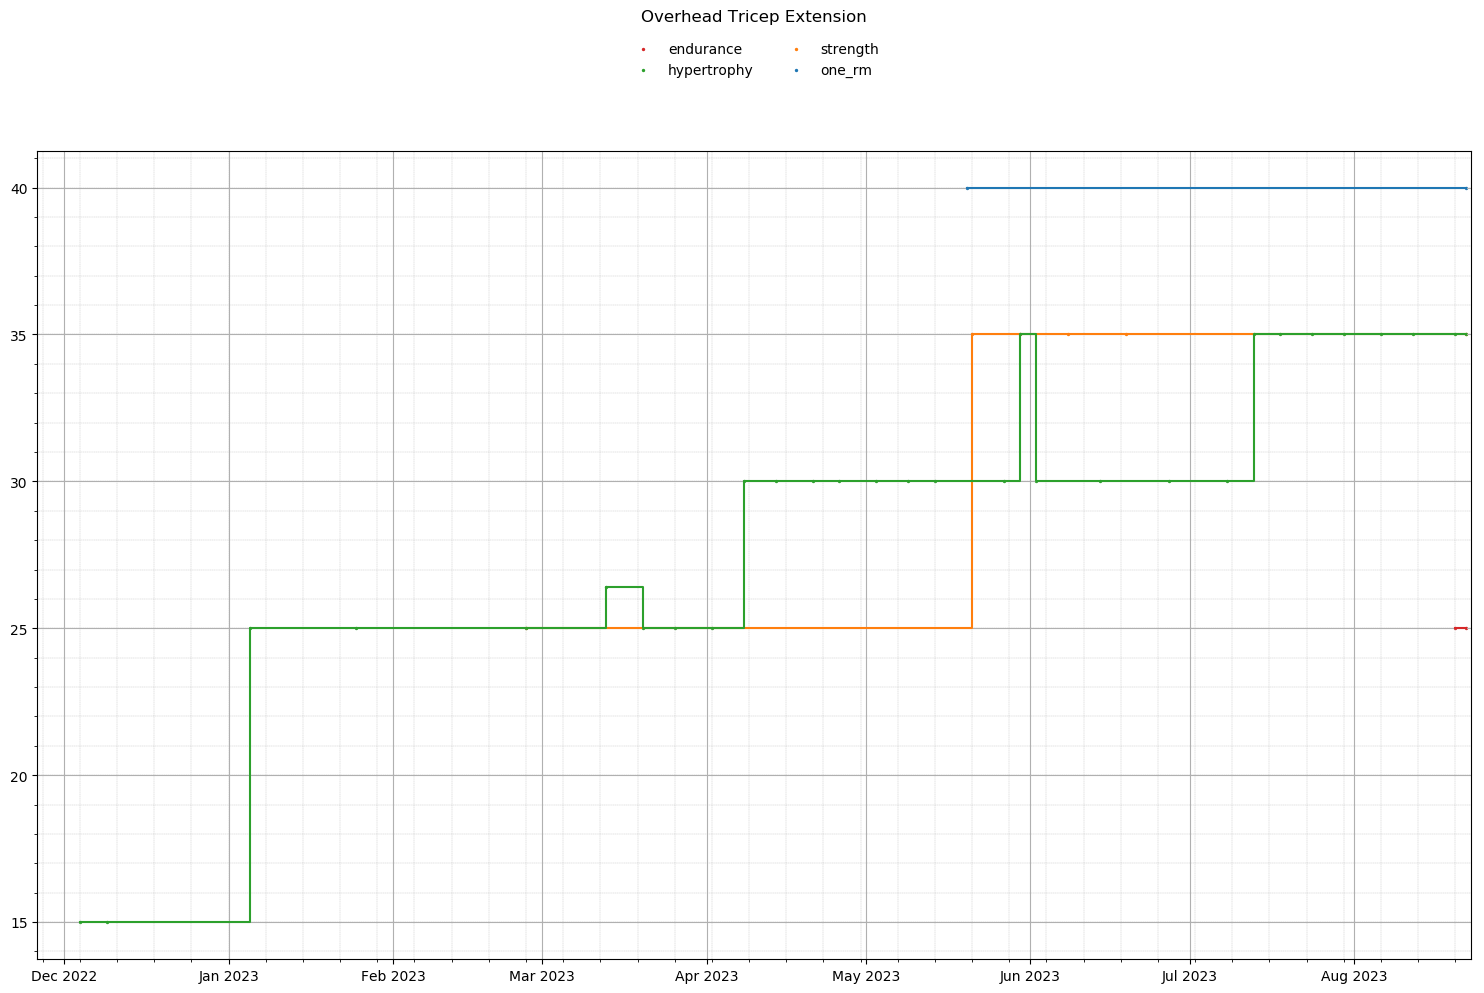 Overhead Tricep Extension
endurance strength
hypertrophy one_rm
40
35
30
25
20
15
Dec 2022 Jan 2023 Feb 2023 Mar 2023 Apr 2023 May 2023 Jun 2023 Jul 2023 Aug 2023